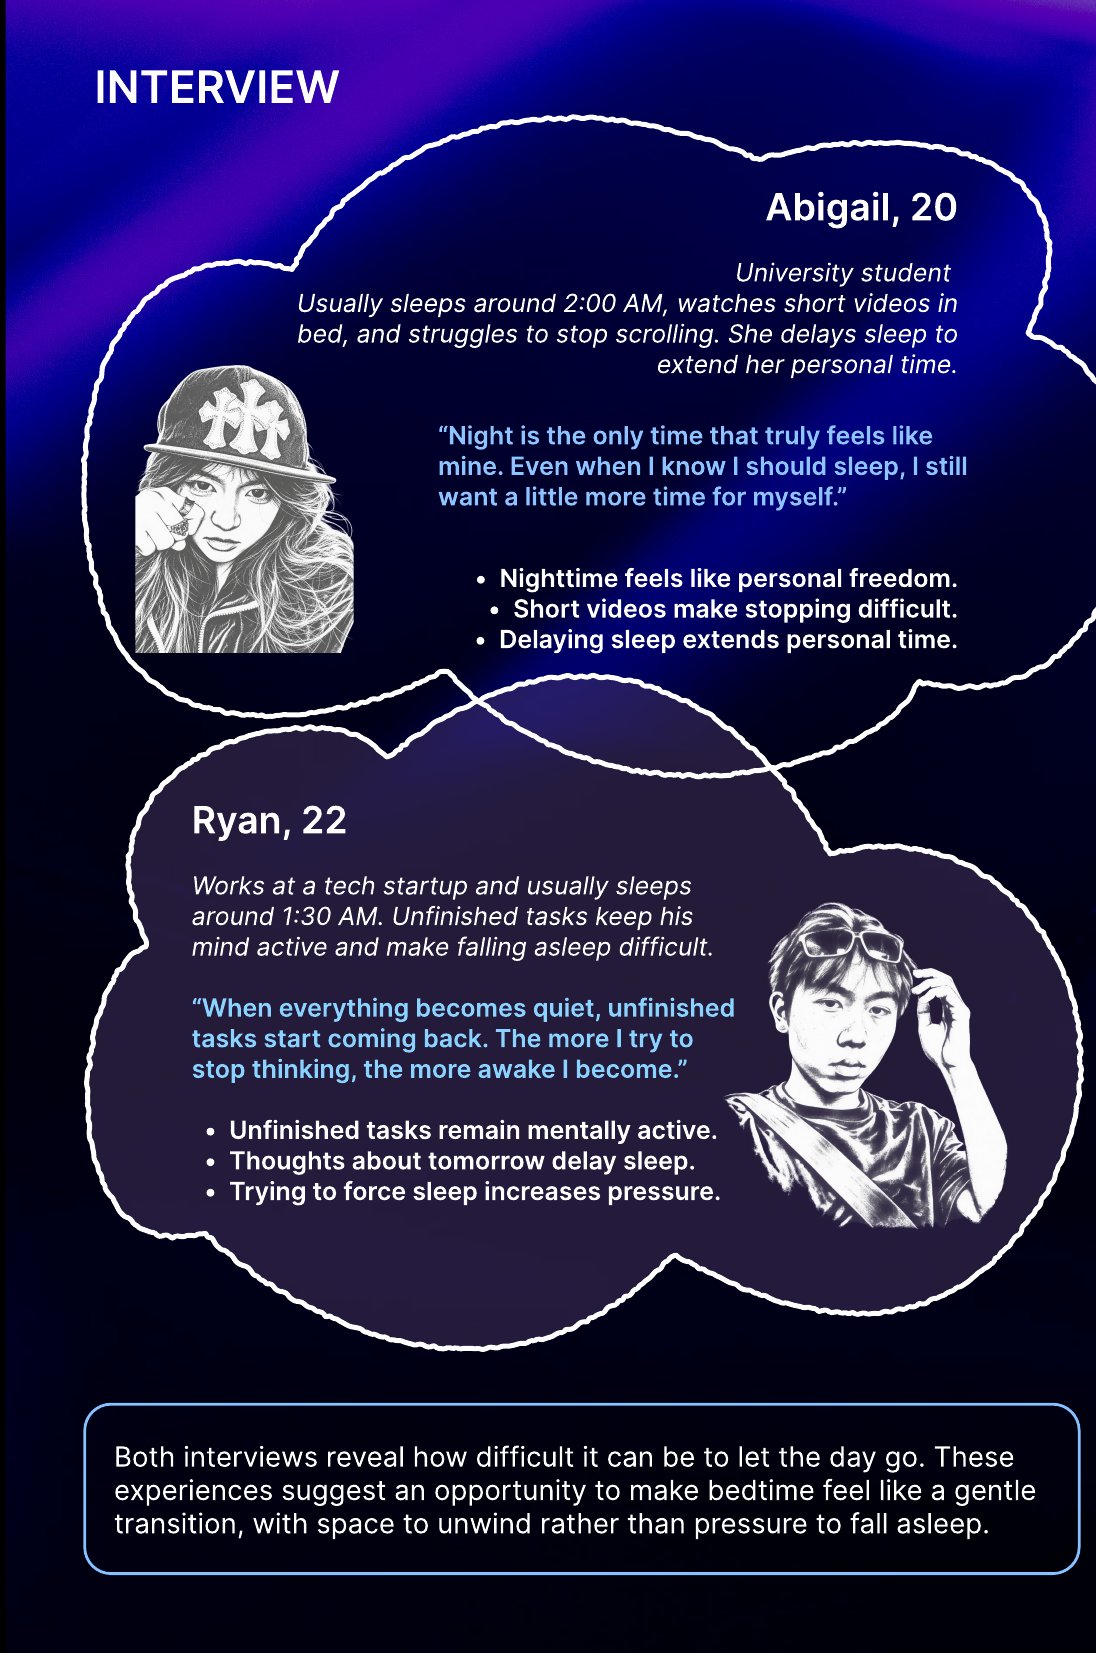 INTERVIEW
Abigail, 20
University student
Usually sleeps around 2:00 AM, watches short videos in
bed, and struggles to stop scrolling. She delays sleep to
extend her personal time.
“Night is the only time that truly feels like
mine. Even when I know I should sleep, I still
want a little more time for myself.”
• Nighttime feels like personal freedom.
• Short videos make stopping difficult.
• Delaying sleep extends personal time.
Ryan, 22
Works at a tech startup and usually sleeps
around 1:30 AM. Unfinished tasks keep his
mind active and make falling asleep difficult.
“When everything becomes quiet, unfinished
tasks start coming back. The more I try to
stop thinking, the more awake I become.”
• Unfinished tasks remain mentally active.
• Thoughts about tomorrow delay sleep.
• Trying to force sleep increases pressure.
Both interviews reveal how difficult it can be to let the day go. These
experiences suggest an opportunity to make bedtime feel like a gentle
transition, with space to unwind rather than pressure to fall asleep.